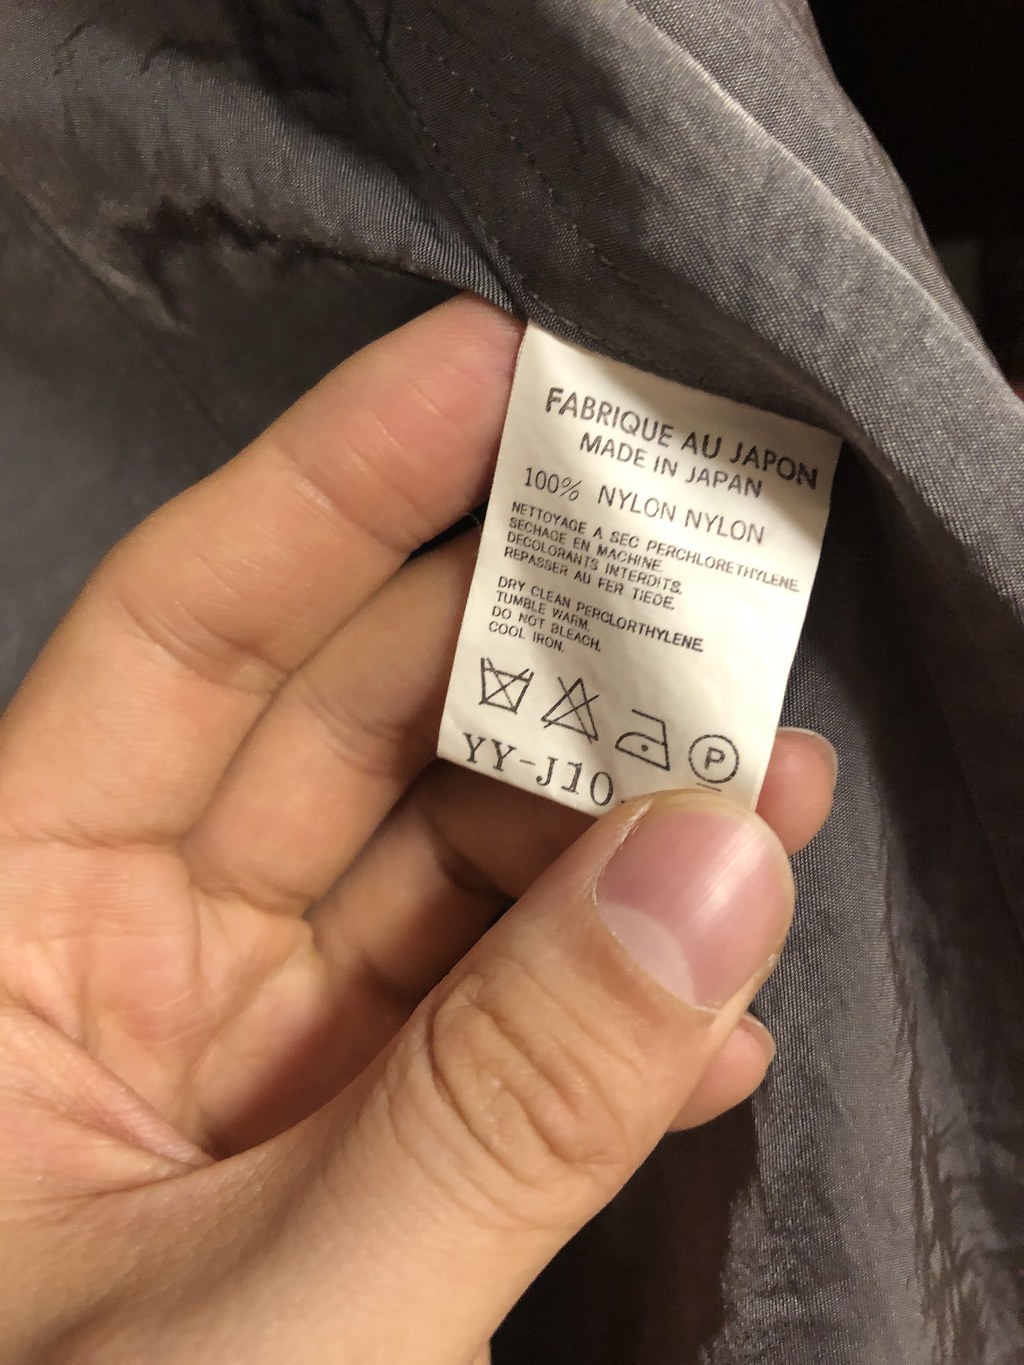 FABRIQUE AU JAPON
MADE IN JAPAN
100% NYLON NYLON
NETTOYAGE A SEC PERCHLORETHYLENE
SECHAGE EN MACHINE.
DECOLORANTS INTERDITS.
REPASSER AU FER TIEDE.
DRY CLEAN PERCLORTHYLENE
TUMBLE WARM.
DO NOT BLEACH.
COOL IRON.
P
YY-J10